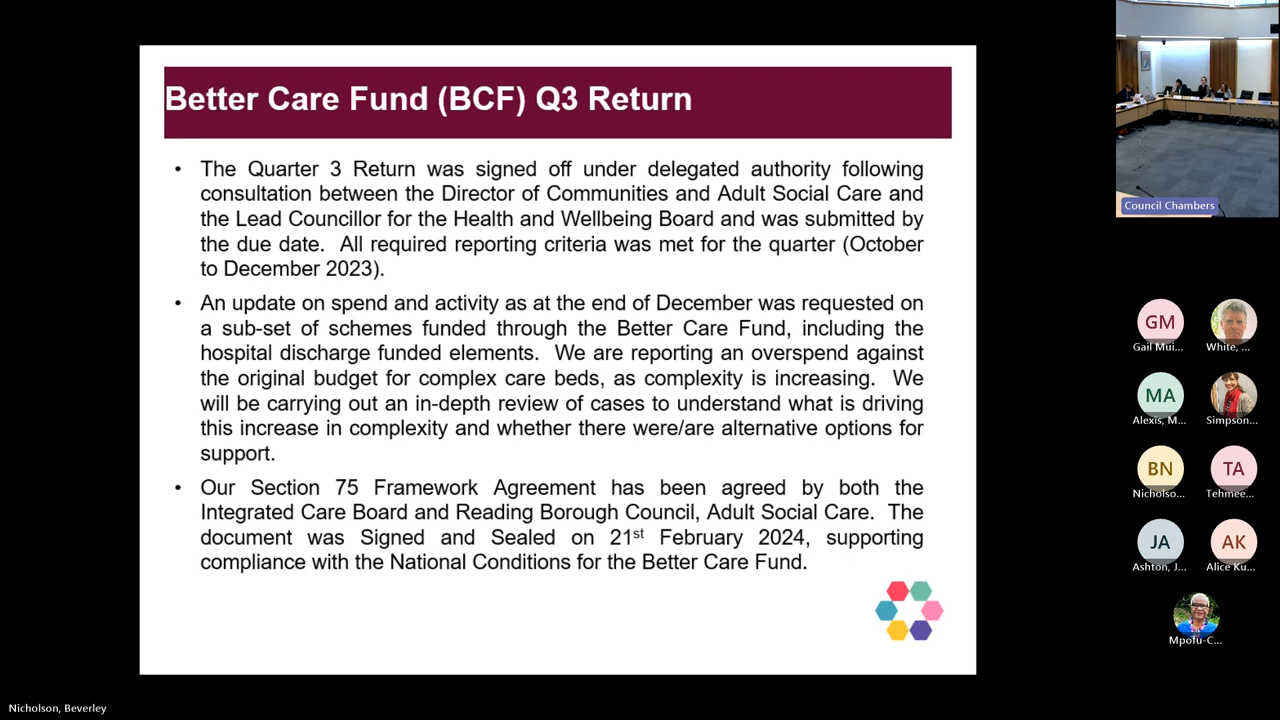 Better Care Fund (BCF) Q3 Return
• The Quarter 3 Return was signed off under delegated authority following
consultation between the Director of Communities and Adult Social Care and
the Lead Councillor for the Health and Wellbeing Board and was submitted by
the due date. All required reporting criteria was met for the quarter (October
to December 2023).
• An update on spend and activity as at the end of December was requested on
a sub-set of schemes funded through the Better Care Fund, including the
hospital discharge funded elements. We are reporting an overspend against
the original budget for complex care beds, as complexity is increasing. We
will be carrying out an in-depth review of cases to understand what is driving
this increase in complexity and whether there were/are alternative options for
support.
• Our Section 75 Framework Agreement has been agreed by both the
Integrated Care Board and Reading Borough Council, Adult Social Care. The
document was Signed and Sealed on 21st February 2024, supporting
compliance with the National Conditions for the Better Care Fund.
Council Chambers
GM
Gail Mui...
White, ...
MA
Alexis, M...
Simpson...
BN
Nicholso...
TA
Tehmee...
JA
Ashton, J...
AK
Alice Ku...
Mpofu-C...
Nicholson, Beverley